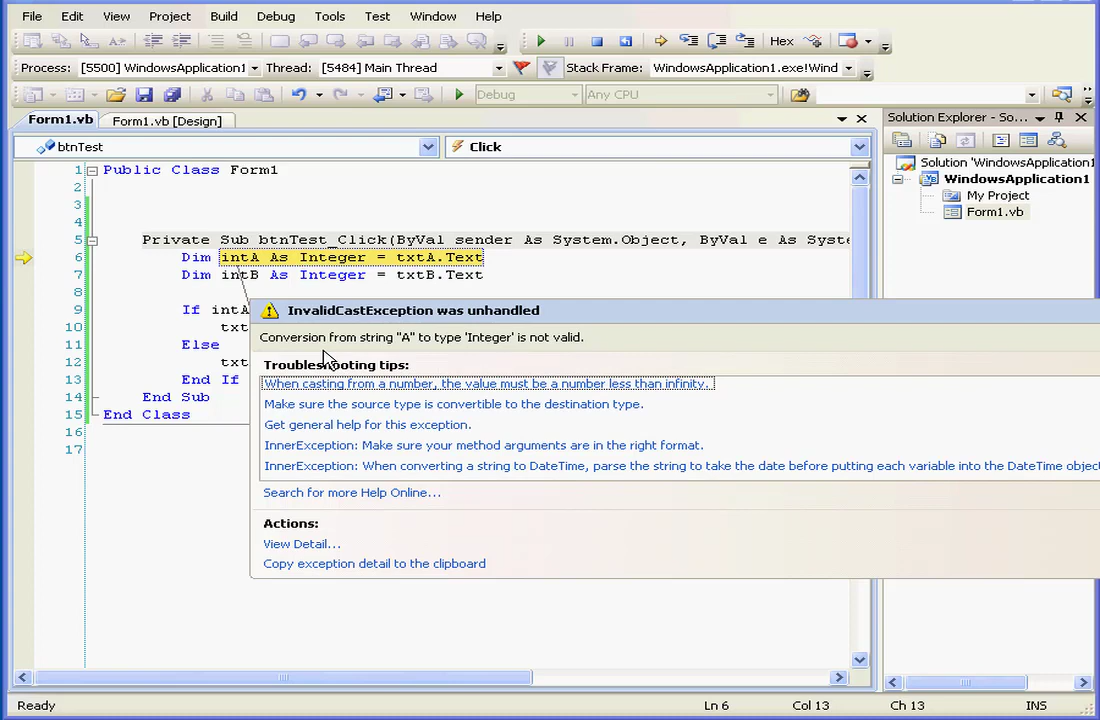 File Edit View Project Build Debug Tools Test Window Help
Hex
Process: [5500] WindowsApplication1 Thread: [5484] Main Thread Stack Frame: WindowsApplication1.exe!Wind
Debug Any CPU
Form1.vb Form1.vb [Design] Solution Explorer - So...
btnTest Click
Solution 'WindowsApplication1
WindowsApplication1
My Project
Form1.vb
1 Public Class Form1
2
3
4
5 Private Sub btnTest_Click(ByVal sender As System.Object, ByVal e As Syste
6 Dim intA As Integer = txtA.Text
7 Dim intB As Integer = txtB.Text
8
9 If intA
10 txt
11 Else
12 txt
13 End If
14 End Sub
15 End Class
16
17
InvalidCastException was unhandled
Conversion from string "A" to type 'Integer' is not valid.
Troubleshooting tips:
When casting from a number, the value must be a number less than infinity.
Make sure the source type is convertible to the destination type.
Get general help for this exception.
InnerException: Make sure your method arguments are in the right format.
InnerException: When converting a string to DateTime, parse the string to take the date before putting each variable into the DateTime object
Search for more Help Online...
Actions:
View Detail...
Copy exception detail to the clipboard
Ready Ln 6 Col 13 Ch 13 INS